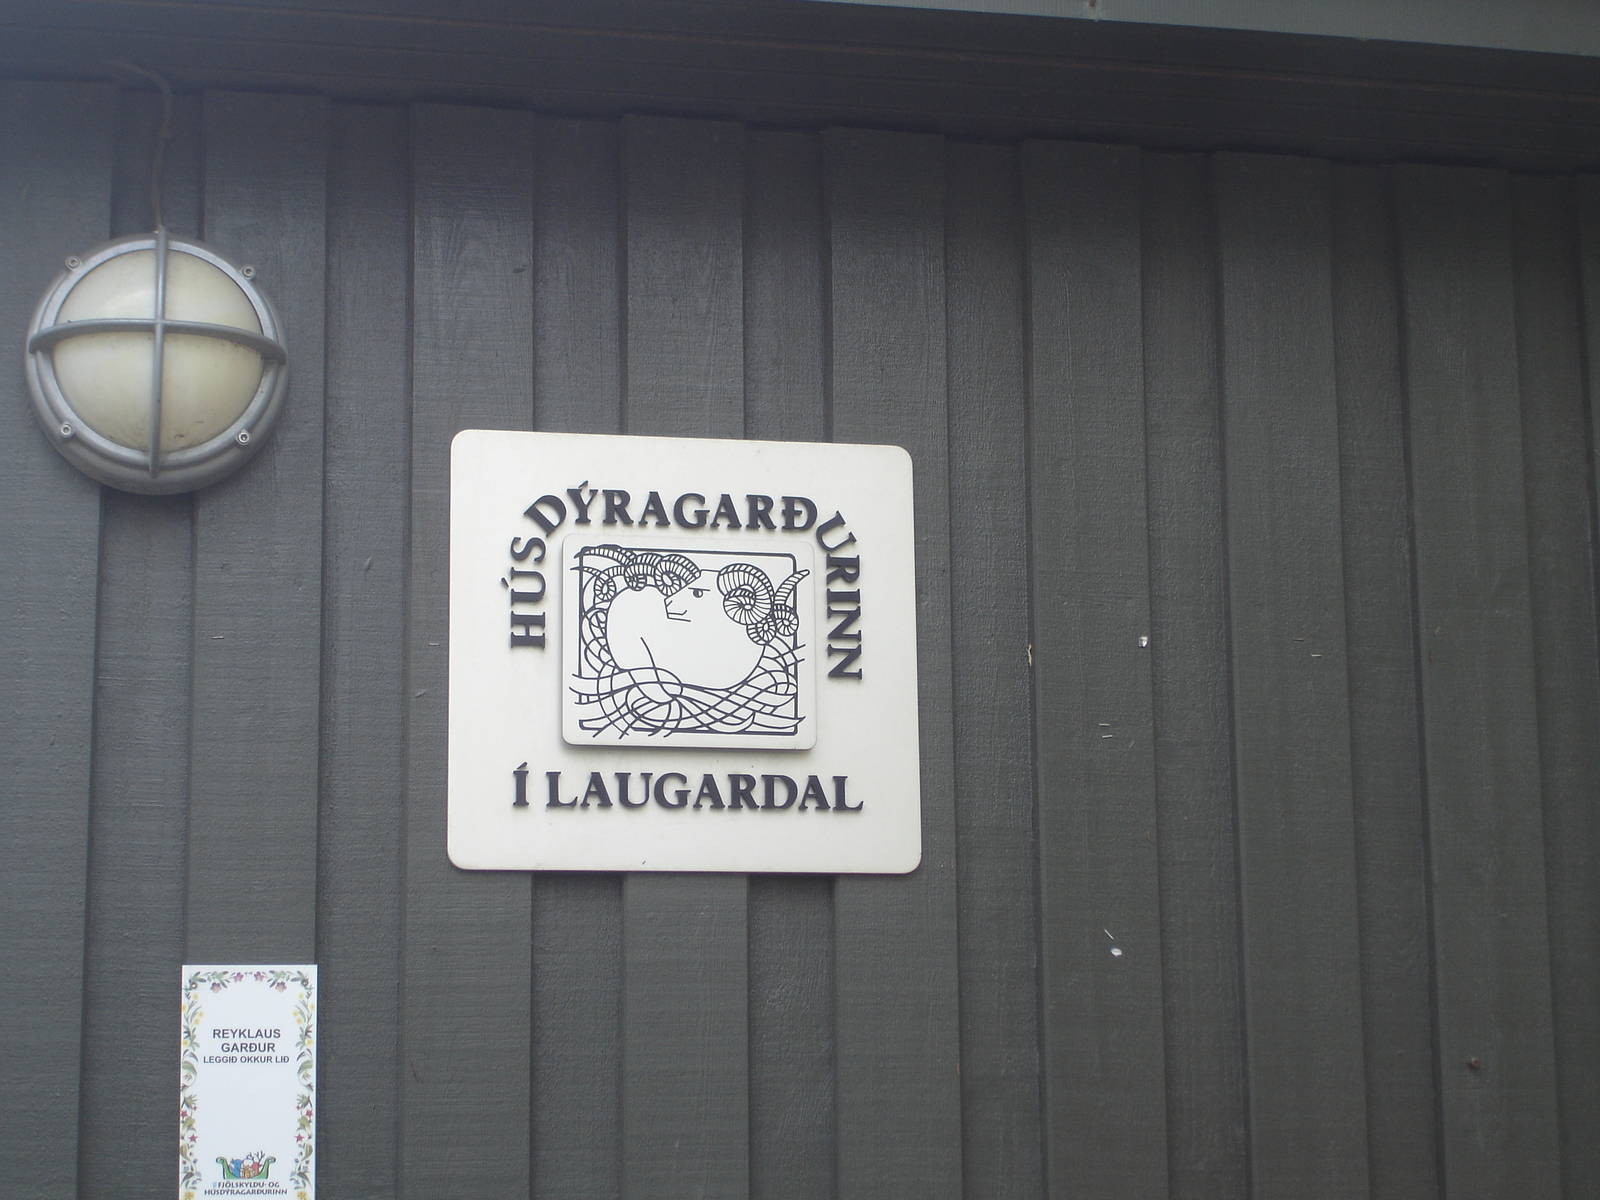 HÚSDÝRAGARÐURINN
Í LAUGARDAL
REYKLAUS
GARÐUR
LEGGIÐ OKKUR LIÐ
FJÖLSKYLDU- OG
HÚSDÝRAGARÐURINN